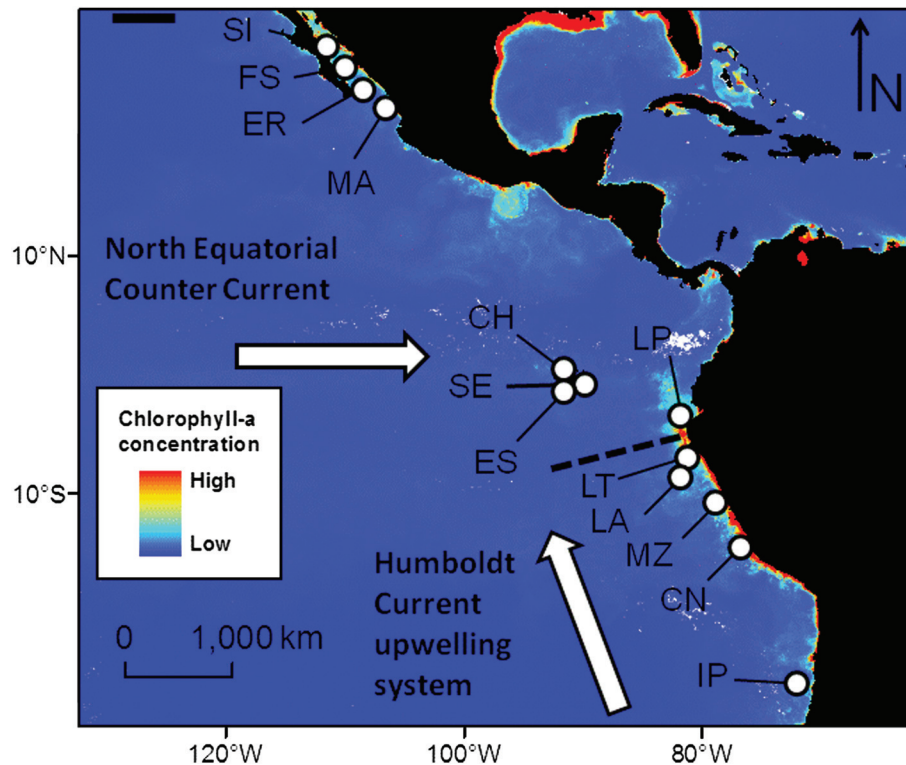 SI
N
FS
ER
MA
10°N
North Equatorial
Counter Current
CH
LP
SE
Chlorophyll-a
concentration
High
Low
ES
LT
10°S
LA
MZ
Humboldt
Current
upwelling
system
CN
0 1,000 km
IP
120°W 100°W 80°W